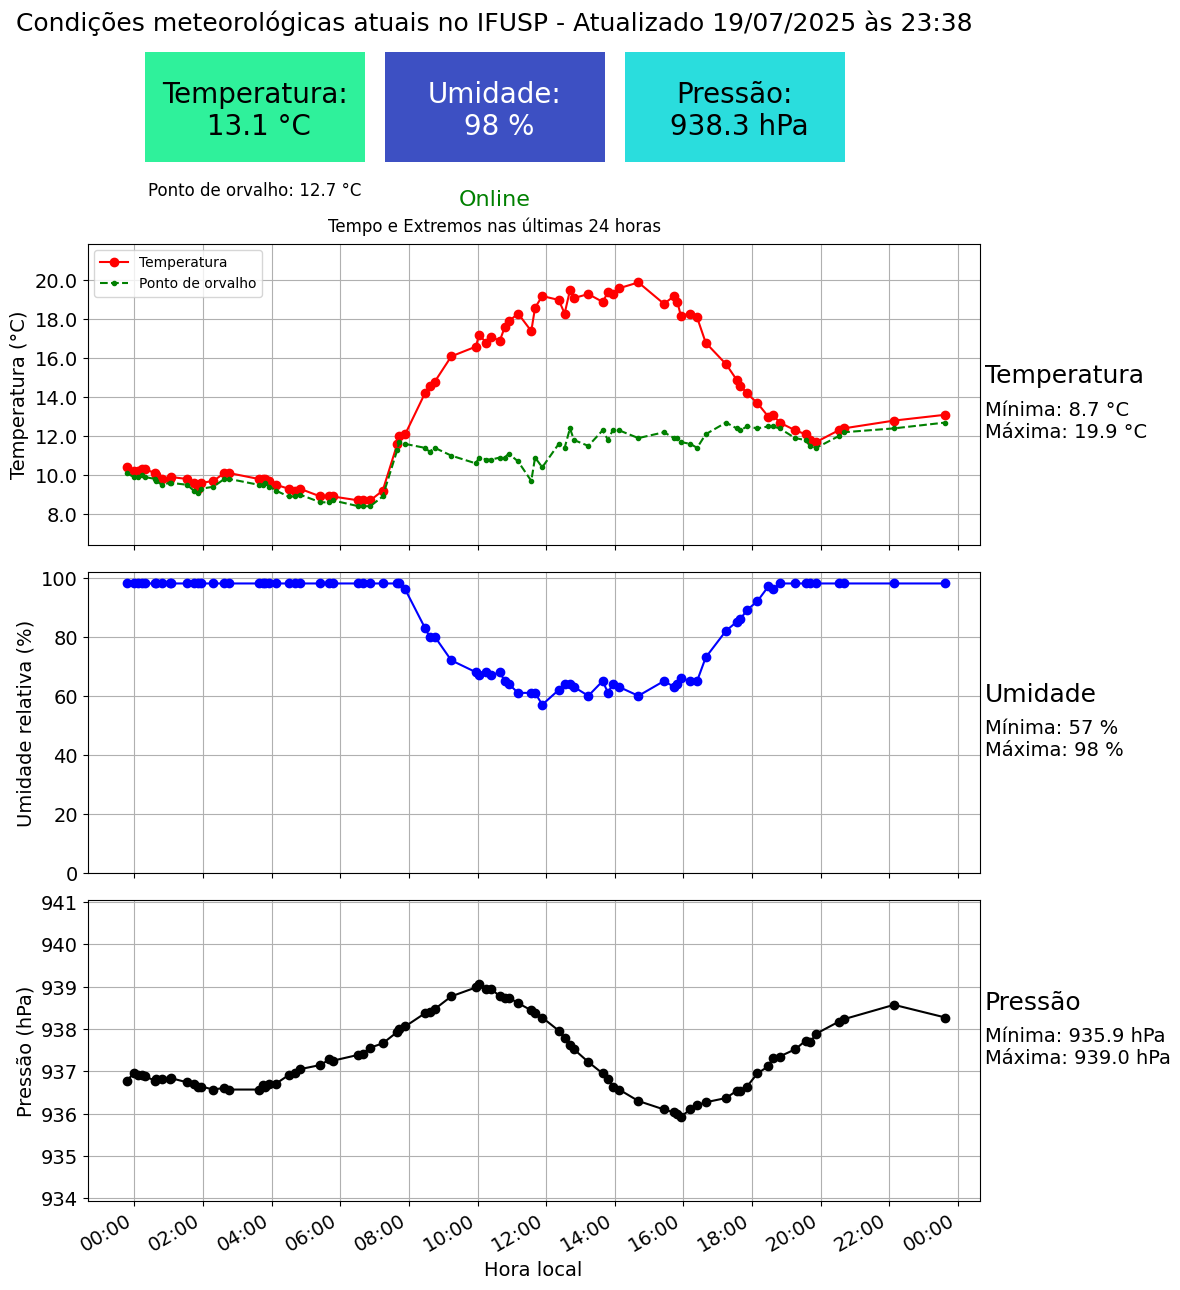 Condições meteorológicas atuais no IFUSP - Atualizado 19/07/2025 às 23:38
Temperatura:
13.1 °C
Umidade:
98 %
Pressão:
938.3 hPa
Ponto de orvalho: 12.7 °C
Online
Tempo e Extremos nas últimas 24 horas
Temperatura
Ponto de orvalho
Temperatura (°C)
20.0
18.0
16.0
14.0
12.0
10.0
8.0
Temperatura
Mínima: 8.7 °C
Máxima: 19.9 °C
Umidade relativa (%)
100
80
60
40
20
0
Umidade
Mínima: 57 %
Máxima: 98 %
Pressão (hPa)
941
940
939
938
937
936
935
934
Pressão
Mínima: 935.9 hPa
Máxima: 939.0 hPa
00:00 02:00 04:00 06:00 08:00 10:00 12:00 14:00 16:00 18:00 20:00 22:00 00:00
Hora local